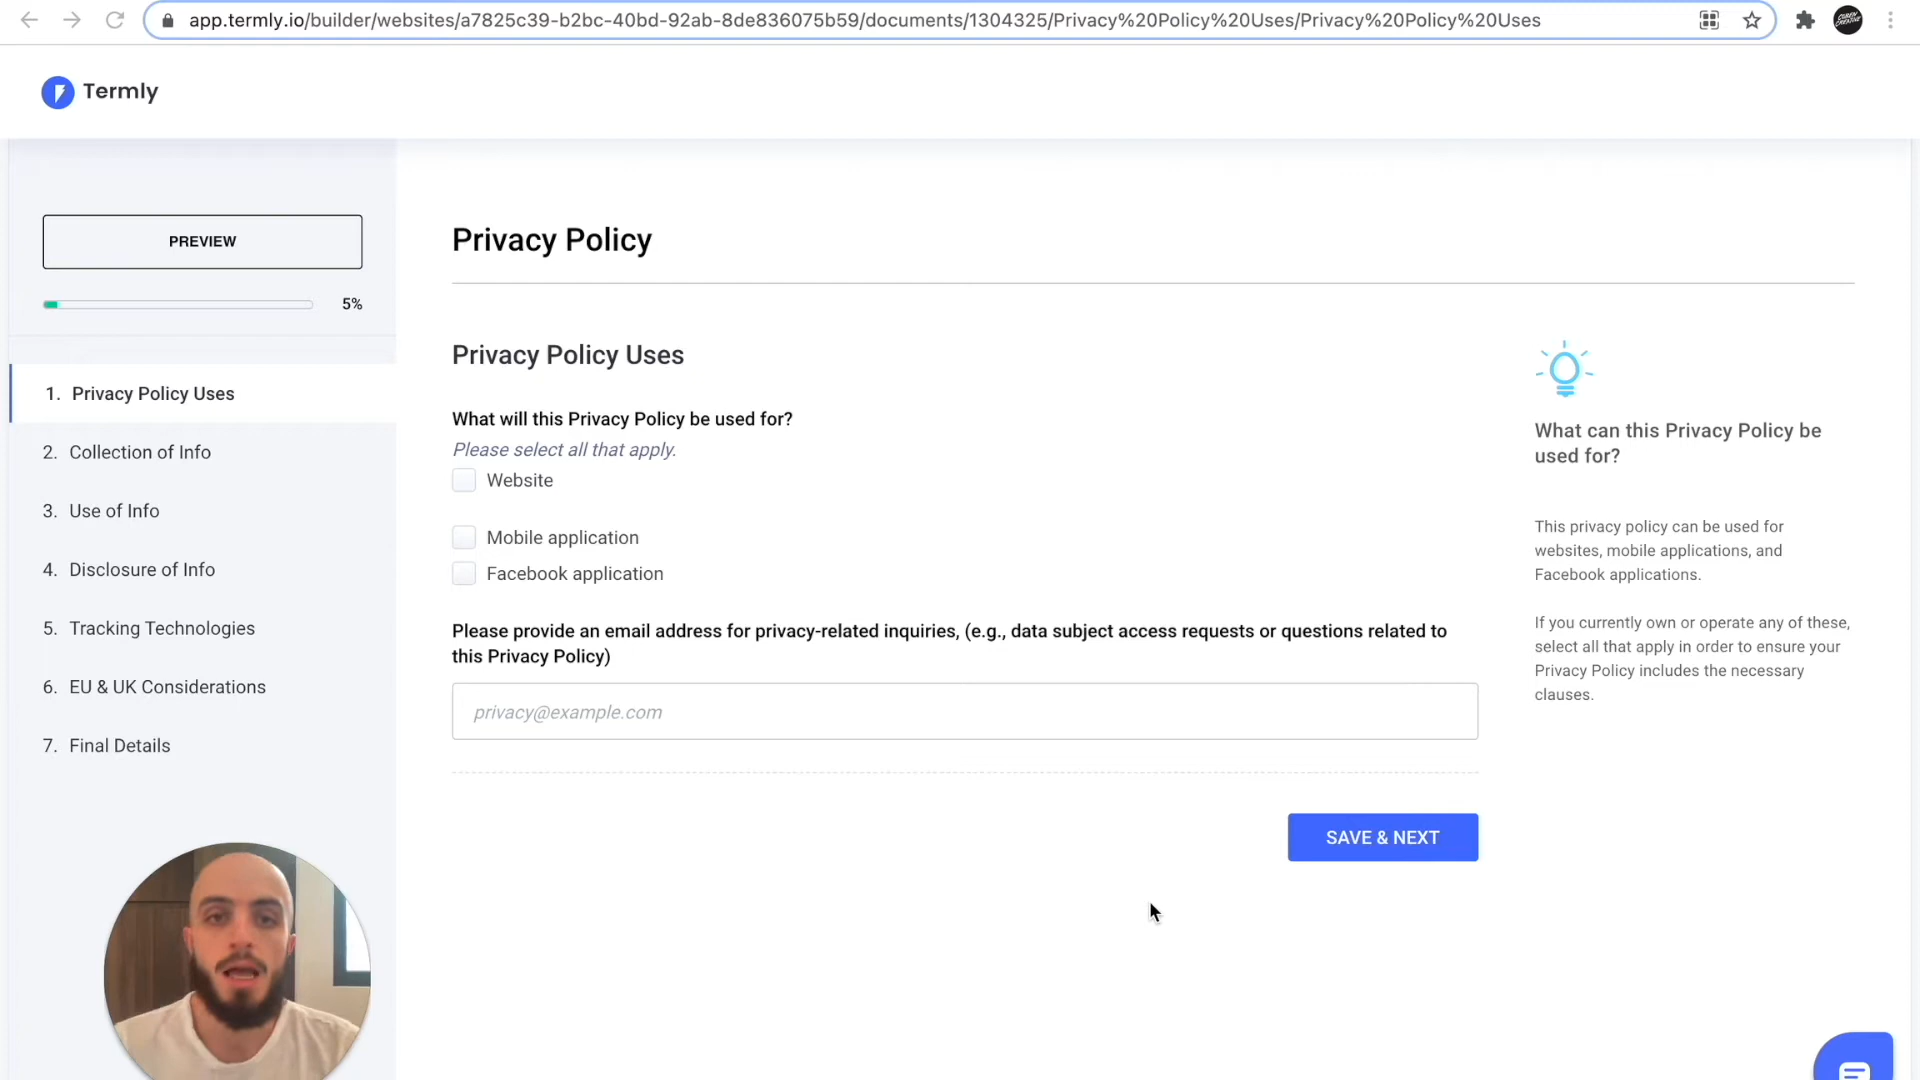 app.termly.io/builder/websites/a7825c39-b2bc-40bd-92ab-8de836075b59/documents/1304325/Privacy%20Policy%20Uses/Privacy%20Policy%20Uses
Termly
PREVIEW
5%
1. Privacy Policy Uses
2. Collection of Info
3. Use of Info
4. Disclosure of Info
5. Tracking Technologies
6. EU & UK Considerations
7. Final Details
Privacy Policy
Privacy Policy Uses
What will this Privacy Policy be used for?
Please select all that apply.
Website
Mobile application
Facebook application
Please provide an email address for privacy-related inquiries, (e.g., data subject access requests or questions related to
this Privacy Policy)
privacy@example.com
SAVE & NEXT
What can this Privacy Policy be
used for?
This privacy policy can be used for
websites, mobile applications, and
Facebook applications.
If you currently own or operate any of these,
select all that apply in order to ensure your
Privacy Policy includes the necessary
clauses.